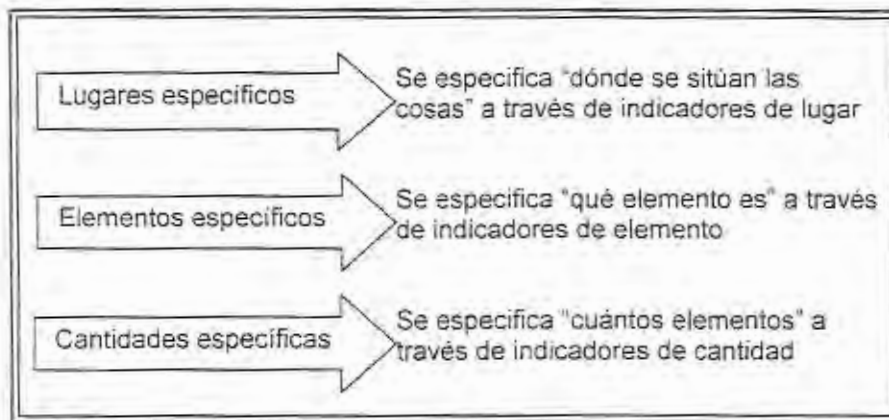 Lugares específicos
Se especifica "dónde se sitúan las
cosas" a través de indicadores de lugar
Elementos específicos
Se especifica "qué elemento es" a través
de indicadores de elemento
Cantidades específicas
Se especifica "cuántos elementos" a
través de indicadores de cantidad